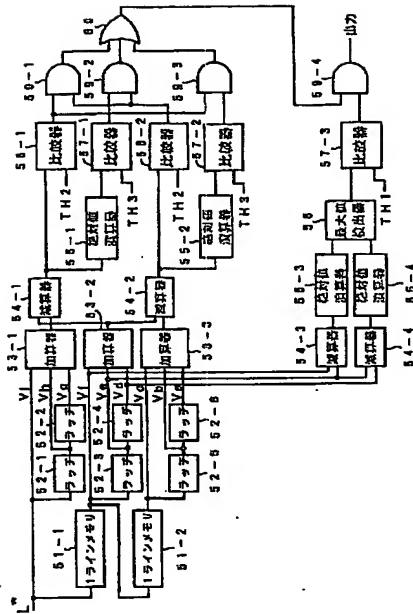 L*
51-1
1ラインメモリ
51-2
1ラインメモリ
52-1
ラッチ
52-2
ラッチ
52-3
ラッチ
52-4
ラッチ
52-5
ラッチ
52-6
ラッチ
Vi
Vh
Vg
Vf
Ve
Vd
Vc
Vb
Va
53-1
加算器
53-2
加算器
53-3
加算器
54-1
減算器
54-2
減算器
54-3
減算器
54-4
減算器
55-1
絶対値
演算器
55-2
絶対値
演算器
55-3
絶対値
演算器
55-4
絶対値
演算器
56
最大値
検出器
58-1
比較器
TH2
57-1
比較器
TH3
58-2
比較器
TH2
57-2
比較器
TH3
57-3
比較器
TH1
59-1
59-2
59-3
59-4
60
出力